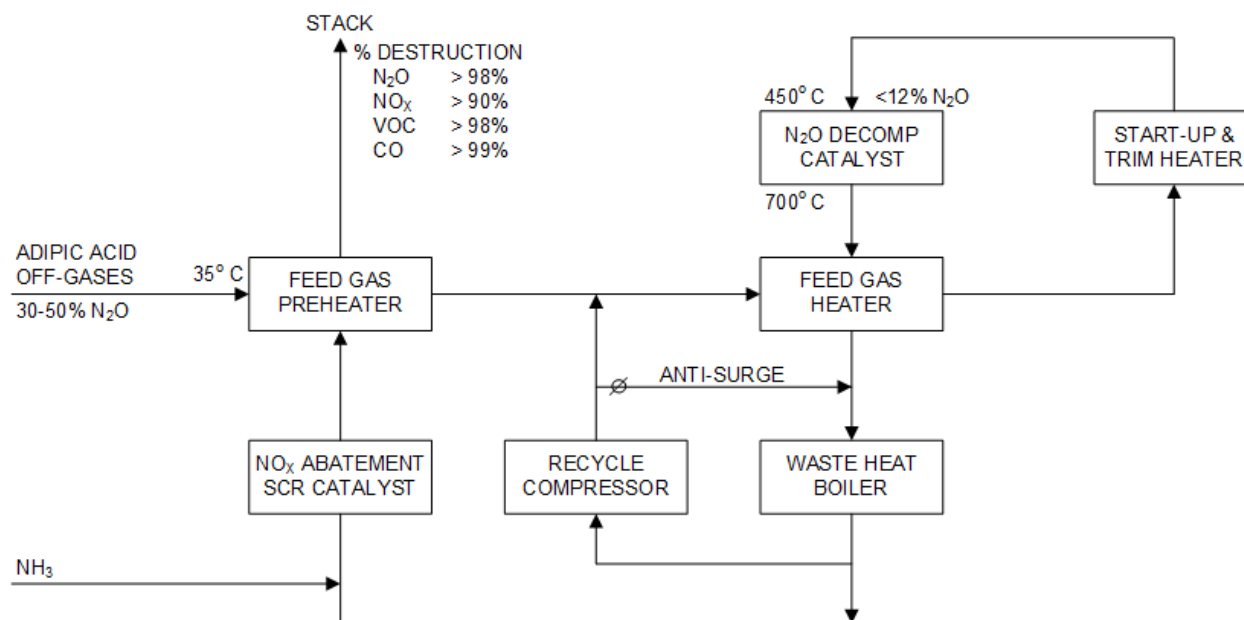 STACK
% DESTRUCTION
N₂O > 98%
NOₓ > 90%
VOC > 98%
CO > 99%
450° C <12% N₂O
N₂O DECOMP
CATALYST
START-UP &
TRIM HEATER
700° C
ADIPIC ACID
OFF-GASES
35° C
30-50% N₂O
FEED GAS
PREHEATER
FEED GAS
HEATER
ANTI-SURGE
NOₓ ABATEMENT
SCR CATALYST
RECYCLE
COMPRESSOR
WASTE HEAT
BOILER
NH₃